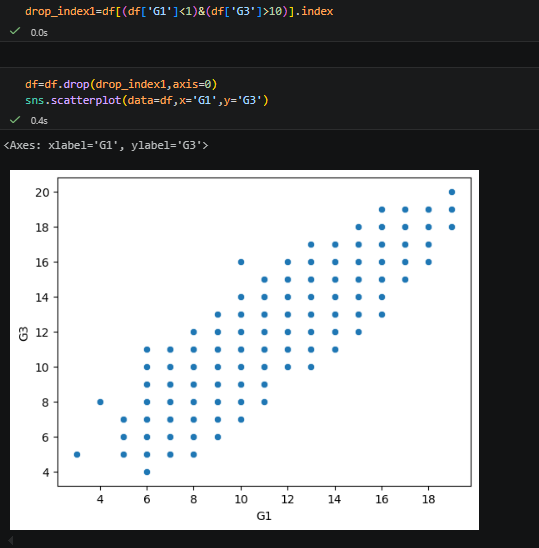 drop_index1=df[(df['G1']<1)&(df['G3']>10)].index
0.0s
df=df.drop(drop_index1,axis=0)
sns.scatterplot(data=df,x='G1',y='G3')
0.4s
<Axes: xlabel='G1', ylabel='G3'>
20
18
16
14
12
10
8
6
4
G3
4 6 8 10 12 14 16 18
G1